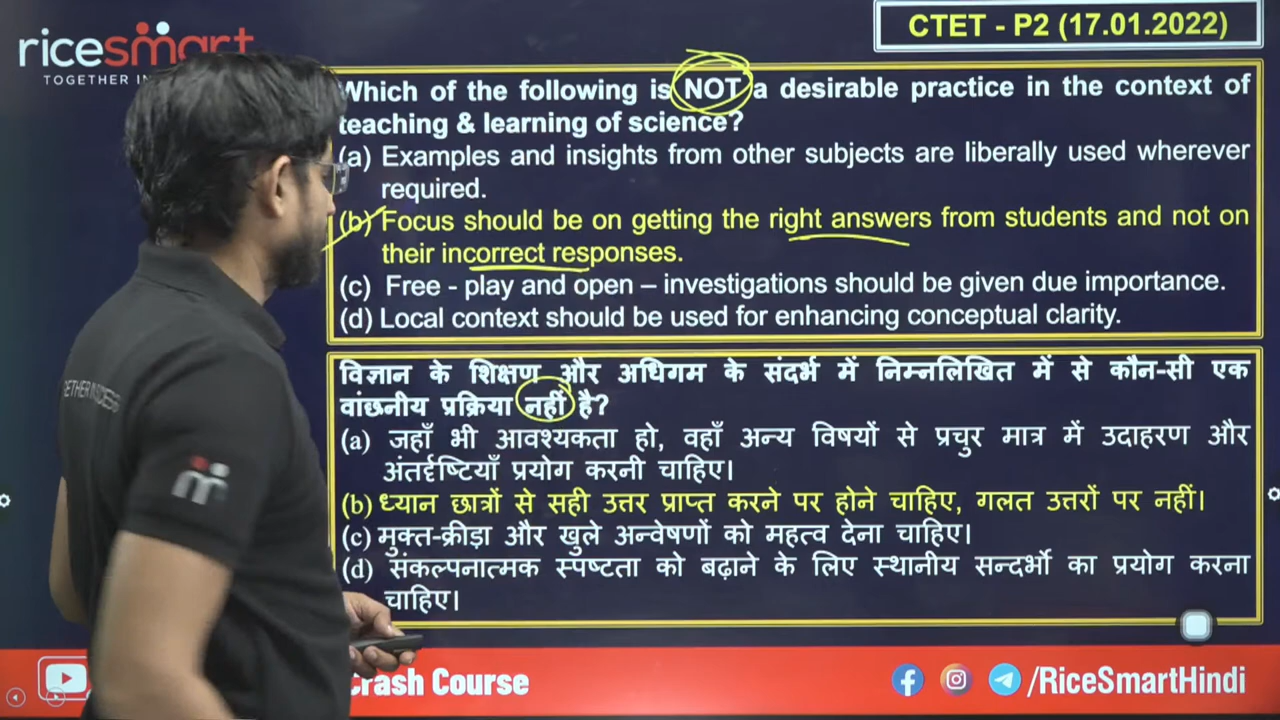 ricesmart
TOGETHER IN
CTET - P2 (17.01.2022)
Which of the following is NOT a desirable practice in the context of
teaching & learning of science?
(a) Examples and insights from other subjects are liberally used wherever
required.
(b) Focus should be on getting the right answers from students and not on
their incorrect responses.
(c) Free - play and open – investigations should be given due importance.
(d) Local context should be used for enhancing conceptual clarity.
विज्ञान के शिक्षण और अधिगम के संदर्भ में निम्नलिखित में से कौन-सी एक
वांछनीय प्रक्रिया नहीं है?
(a) जहाँ भी आवश्यकता हो, वहाँ अन्य विषयों से प्रचुर मात्र में उदाहरण और
अंतर्दृष्टियाँ प्रयोग करनी चाहिए।
(b) ध्यान छात्रों से सही उत्तर प्राप्त करने पर होने चाहिए, गलत उत्तरों पर नहीं।
(c) मुक्त-क्रीड़ा और खुले अन्वेषणों को महत्व देना चाहिए।
(d) संकल्पनात्मक स्पष्टता को बढ़ाने के लिए स्थानीय सन्दर्भो का प्रयोग करना
चाहिए।
Crash Course
/RiceSmartHindi